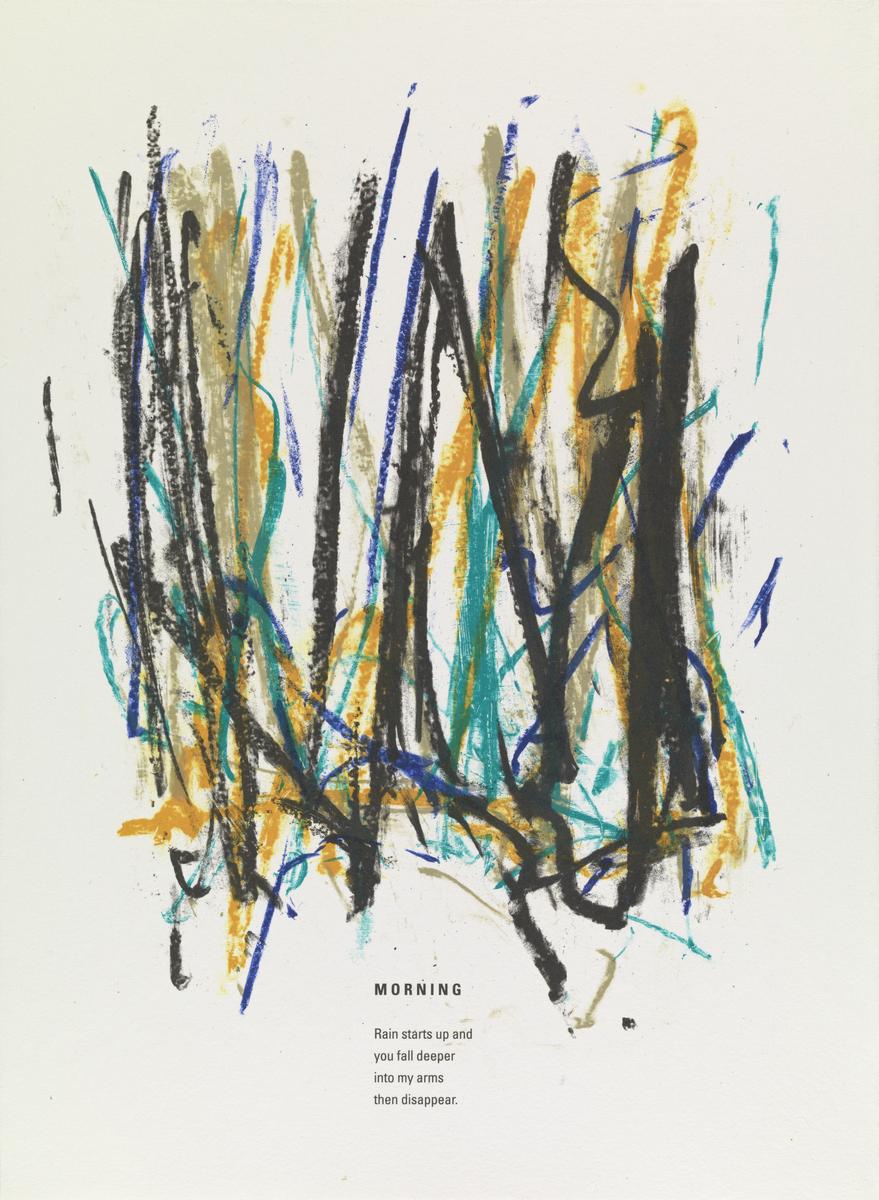 MORNING
Rain starts up and
you fall deeper
into my arms
then disappear.